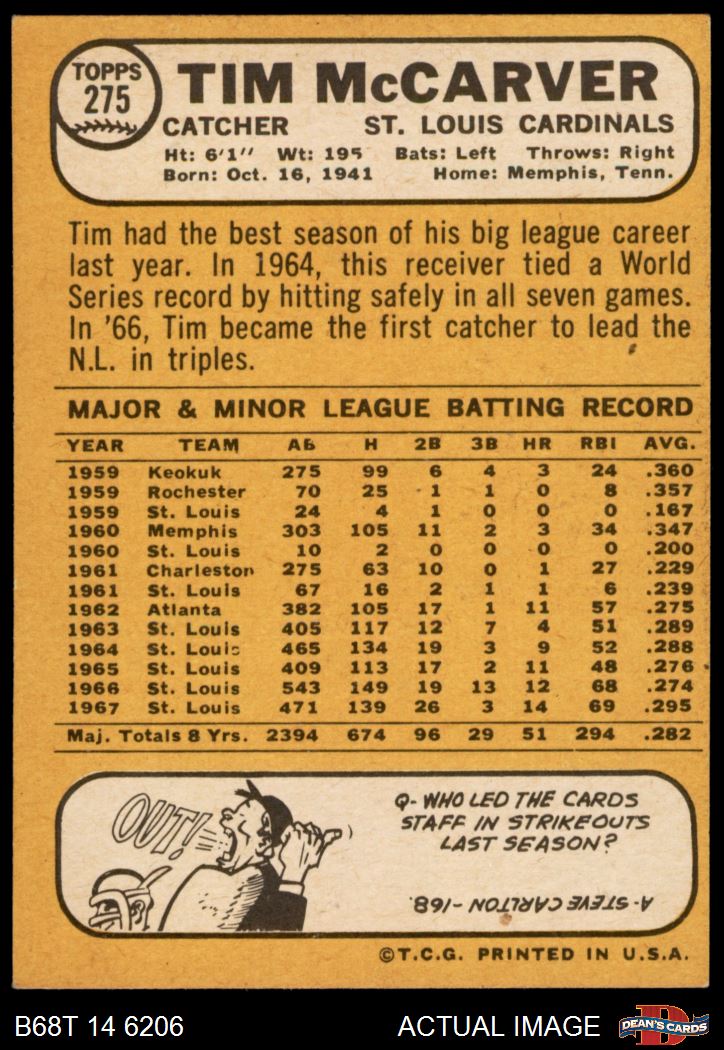 TOPPS
275
TIM McCARVER
CATCHER ST. LOUIS CARDINALS
Ht: 6'1" Wt: 195 Bats: Left Throws: Right
Born: Oct. 16, 1941 Home: Memphis, Tenn.
Tim had the best season of his big league career
last year. In 1964, this receiver tied a World
Series record by hitting safely in all seven games.
In '66, Tim became the first catcher to lead the
N.L. in triples.
MAJOR & MINOR LEAGUE BATTING RECORD
YEAR TEAM AB H 2B 3B HR RBI AVG.
1959 Keokuk 275 99 6 4 3 24 .360
1959 Rochester 70 25 1 1 0 8 .357
1959 St. Louis 24 4 1 0 0 0 .167
1960 Memphis 303 105 11 2 3 34 .347
1960 St. Louis 10 2 0 0 0 0 .200
1961 Charleston 275 63 10 0 1 27 .229
1961 St. Louis 67 16 2 1 1 6 .239
1962 Atlanta 382 105 17 1 11 57 .275
1963 St. Louis 405 117 12 7 4 51 .289
1964 St. Louis 465 134 19 3 9 52 .288
1965 St. Louis 409 113 17 2 11 48 .276
1966 St. Louis 543 149 19 13 12 68 .274
1967 St. Louis 471 139 26 3 14 69 .295
Maj. Totals 8 Yrs. 2394 674 96 29 51 294 .282
OUT!
Q- WHO LED THE CARDS
STAFF IN STRIKEOUTS
LAST SEASON?
A- STEVE CARLTON -168.
©T.C.G. PRINTED IN U.S.A.
B68T 14 6206 ACTUAL IMAGE
D
DEAN'S CARDS